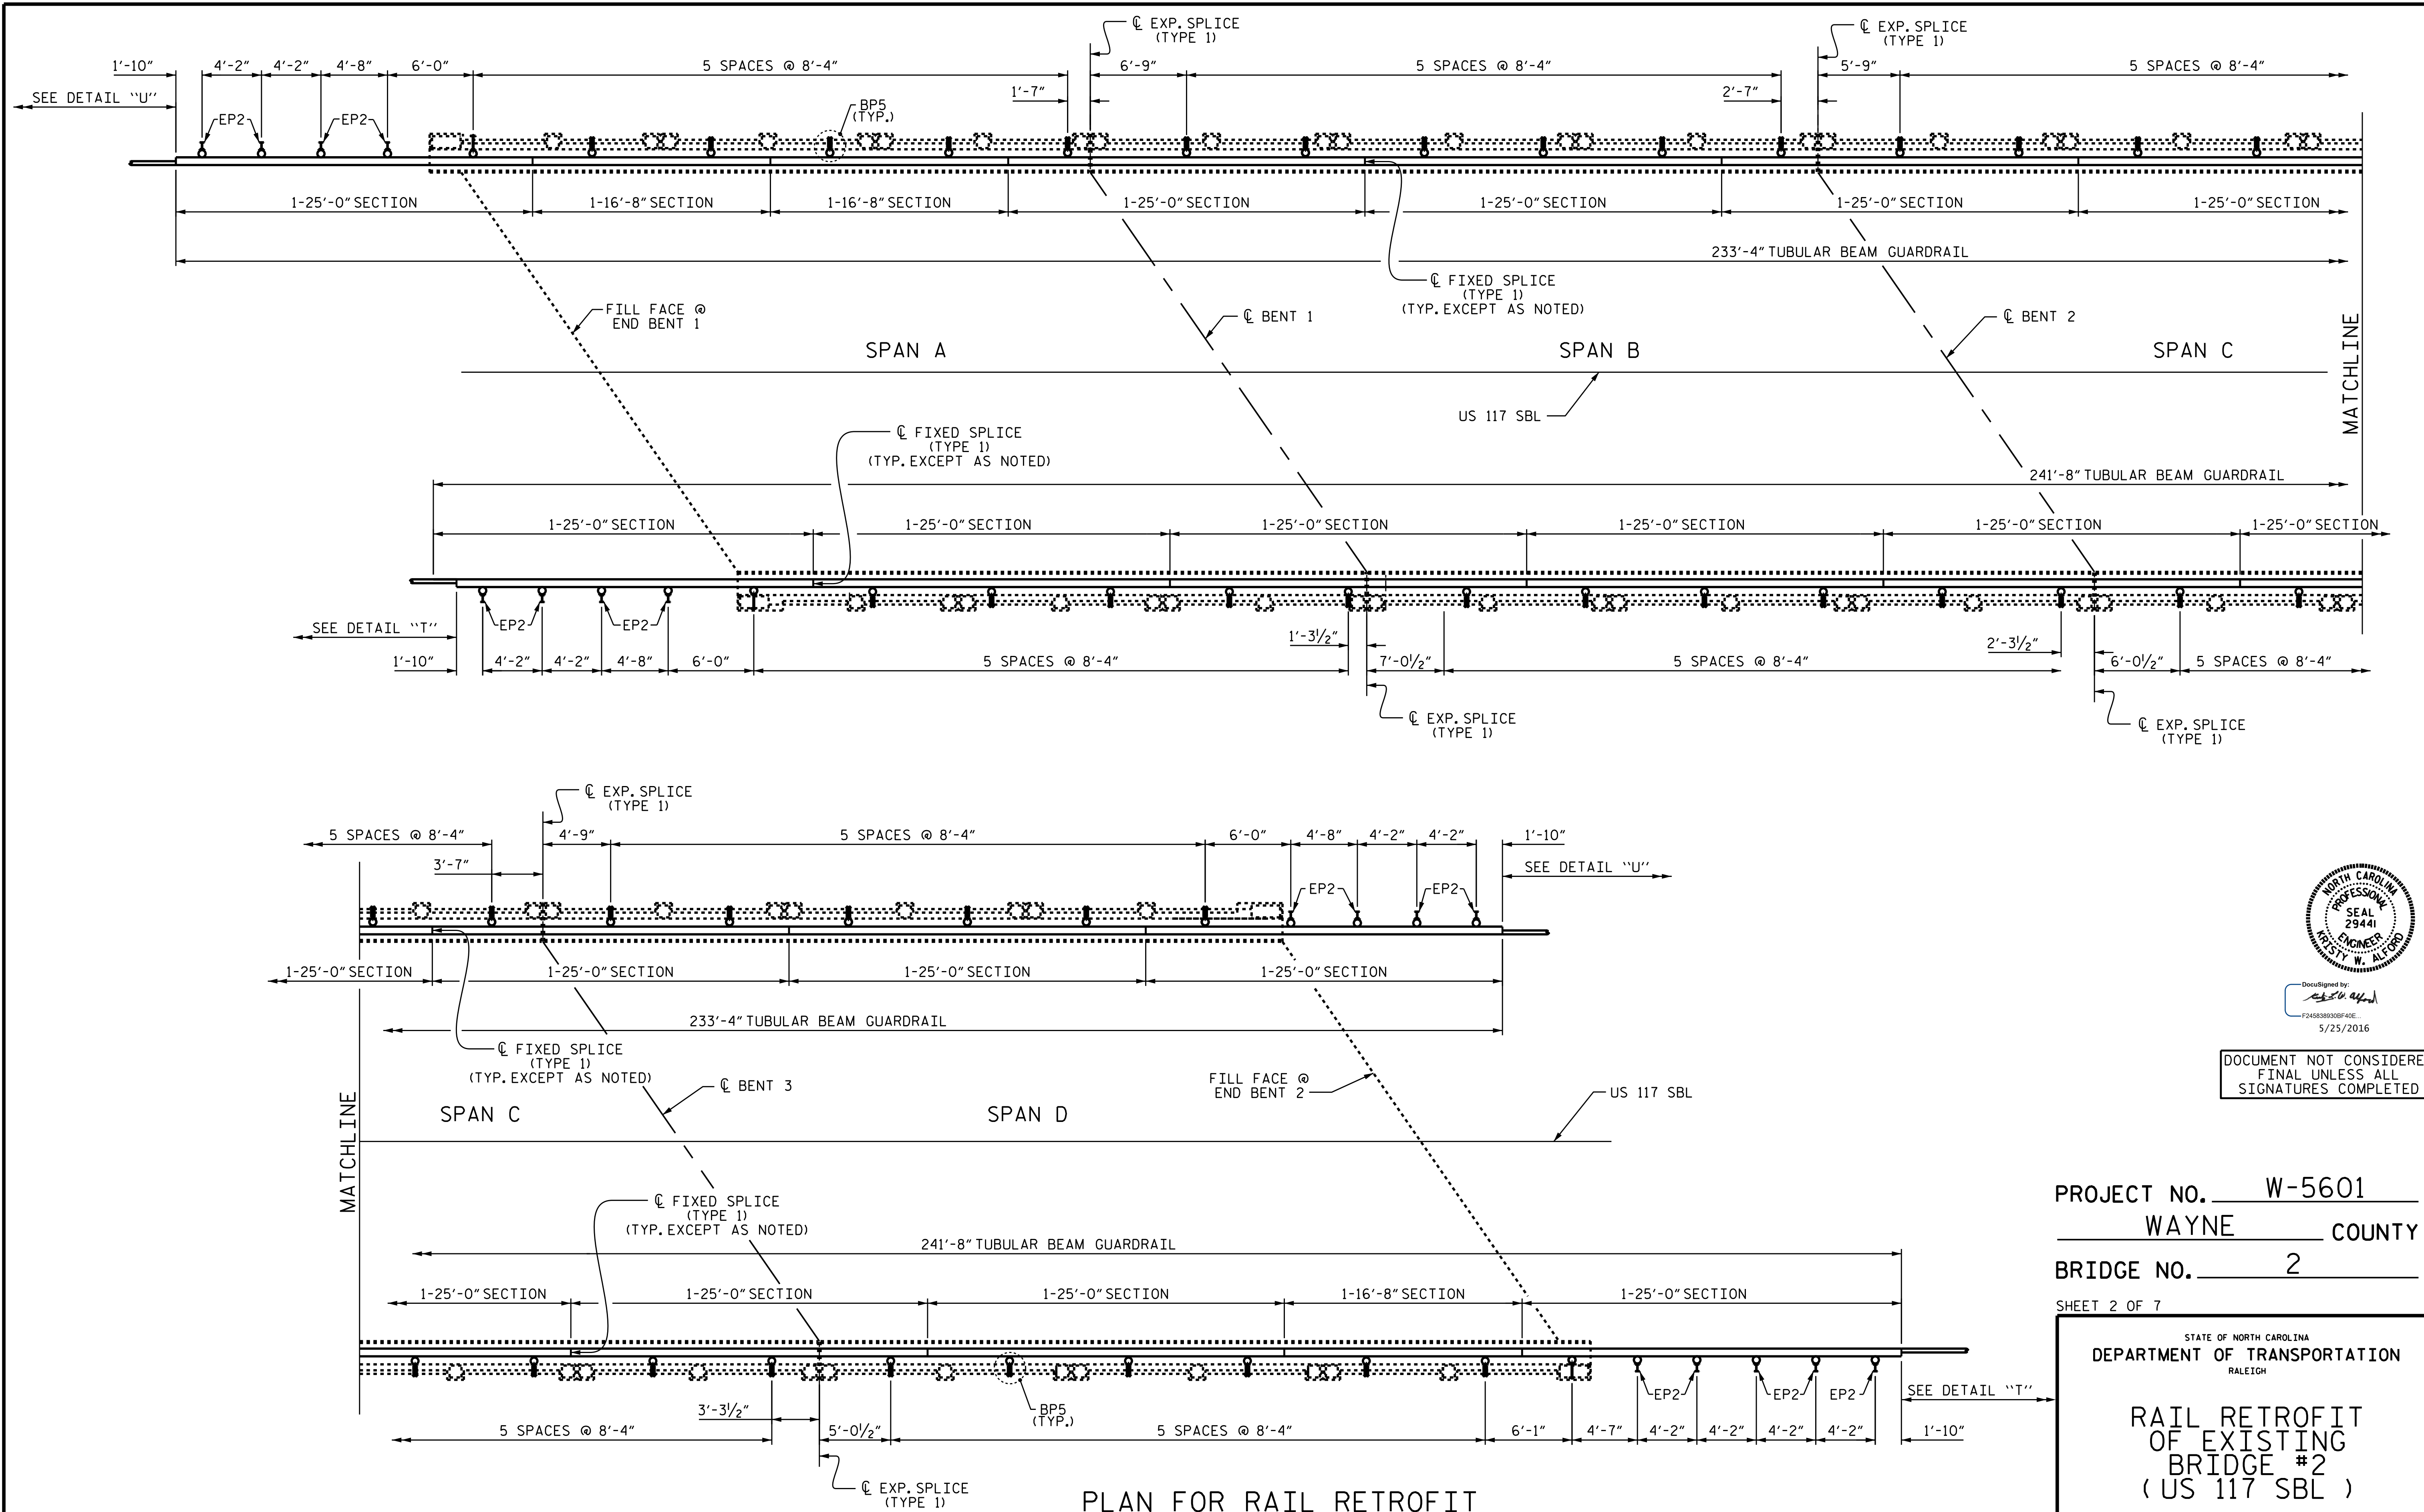 ℄ EXP. SPLICE
(TYPE 1)
℄ EXP. SPLICE
(TYPE 1)
1'-10" 4'-2" 4'-2" 4'-8" 6'-0" 5 SPACES @ 8'-4" 6'-9" 5 SPACES @ 8'-4" 5'-9" 5 SPACES @ 8'-4"
SEE DETAIL ‘‘U’’ 1'-7" 2'-7"
EP2 EP2 BP5
(TYP.)
1-25'-0" SECTION 1-16'-8" SECTION 1-16'-8" SECTION 1-25'-0" SECTION 1-25'-0" SECTION 1-25'-0" SECTION 1-25'-0" SECTION
233'-4" TUBULAR BEAM GUARDRAIL
℄ FIXED SPLICE
(TYPE 1)
(TYP. EXCEPT AS NOTED)
FILL FACE @
END BENT 1
℄ BENT 1
℄ BENT 2
SPAN A SPAN B SPAN C
MATCHLINE
US 117 SBL
℄ FIXED SPLICE
(TYPE 1)
(TYP. EXCEPT AS NOTED)
241'-8" TUBULAR BEAM GUARDRAIL
1-25'-0" SECTION 1-25'-0" SECTION 1-25'-0" SECTION 1-25'-0" SECTION 1-25'-0" SECTION 1-25'-0" SECTION
SEE DETAIL ‘‘T’’ EP2 EP2 1'-3½" 2'-3½"
1'-10" 4'-2" 4'-2" 4'-8" 6'-0" 5 SPACES @ 8'-4" 7'-0½" 5 SPACES @ 8'-4" 6'-0½" 5 SPACES @ 8'-4"
℄ EXP. SPLICE
(TYPE 1)
℄ EXP. SPLICE
(TYPE 1)
℄ EXP. SPLICE
(TYPE 1)
5 SPACES @ 8'-4" 4'-9" 5 SPACES @ 8'-4" 6'-0" 4'-8" 4'-2" 4'-2" 1'-10"
3'-7" SEE DETAIL ‘‘U’’
EP2 EP2
1-25'-0" SECTION 1-25'-0" SECTION 1-25'-0" SECTION 1-25'-0" SECTION
233'-4" TUBULAR BEAM GUARDRAIL
℄ FIXED SPLICE
(TYPE 1)
(TYP. EXCEPT AS NOTED)
℄ BENT 3
FILL FACE @
END BENT 2
US 117 SBL
MATCHLINE
SPAN C SPAN D
℄ FIXED SPLICE
(TYPE 1)
(TYP. EXCEPT AS NOTED)
241'-8" TUBULAR BEAM GUARDRAIL
1-25'-0" SECTION 1-25'-0" SECTION 1-25'-0" SECTION 1-16'-8" SECTION 1-25'-0" SECTION
3'-3½" BP5
(TYP.)
EP2 EP2 EP2 SEE DETAIL ‘‘T’’
5 SPACES @ 8'-4" 5'-0½" 5 SPACES @ 8'-4" 6'-1" 4'-7" 4'-2" 4'-2" 4'-2" 4'-2" 1'-10"
℄ EXP. SPLICE
(TYPE 1)
PLAN FOR RAIL RETROFIT
NORTH CAROLINA
PROFESSIONAL
SEAL
29441
ENGINEER
KRISTY W. ALFORD
DocuSigned by:
F245838930BF40E...
5/25/2016
DOCUMENT NOT CONSIDERE
FINAL UNLESS ALL
SIGNATURES COMPLETED
PROJECT NO. W-5601
WAYNE COUNTY
BRIDGE NO. 2
SHEET 2 OF 7
STATE OF NORTH CAROLINA
DEPARTMENT OF TRANSPORTATION
RALEIGH
RAIL RETROFIT
OF EXISTING
BRIDGE #2
( US 117 SBL )